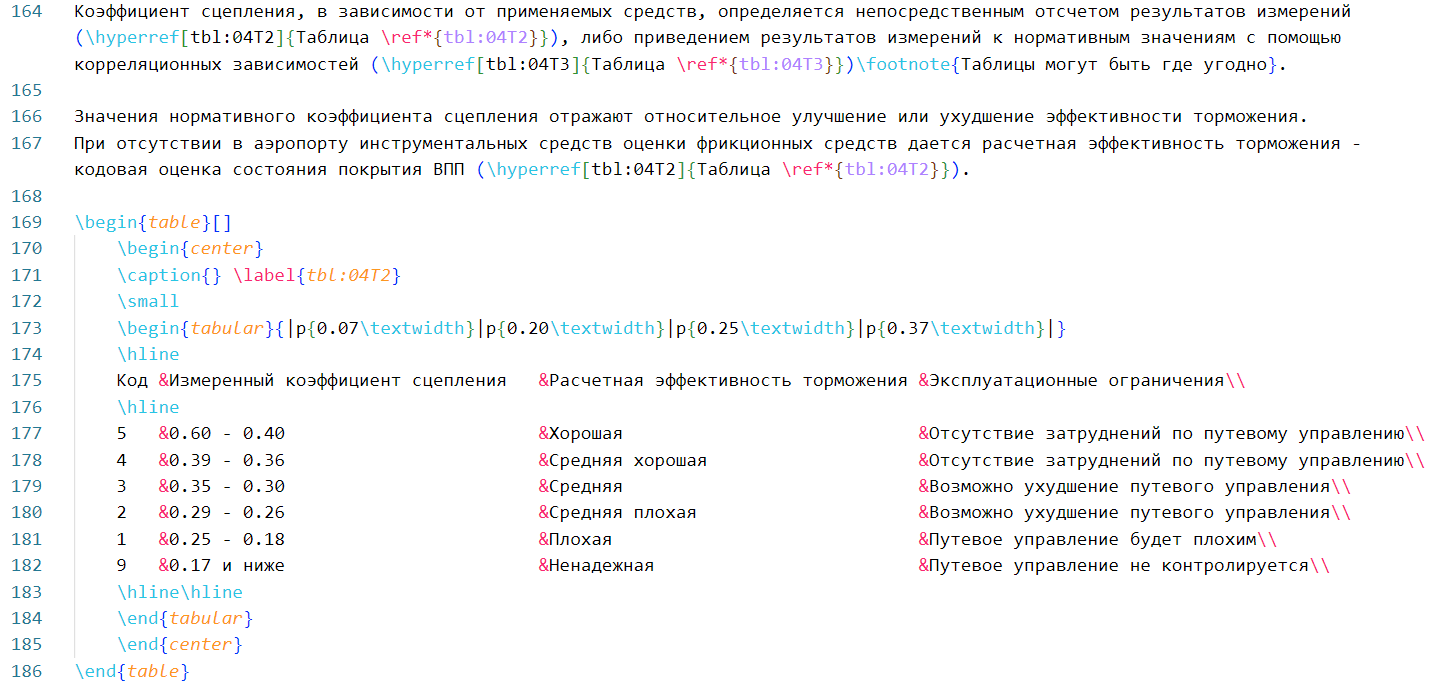 164 Коэффициент сцепления, в зависимости от применяемых средств, определяется непосредственным отсчетом результатов измерений
(\hyperref[tbl:04T2]{Таблица \ref*{tbl:04T2}}), либо приведением результатов измерений к нормативным значениям с помощью
корреляционных зависимостей (\hyperref[tbl:04T3]{Таблица \ref*{tbl:04T3}})\footnote{Таблицы могут быть где угодно}.
165
166 Значения нормативного коэффициента сцепления отражают относительное улучшение или ухудшение эффективности торможения.
167 При отсутствии в аэропорту инструментальных средств оценки фрикционных средств дается расчетная эффективность торможения -
кодовая оценка состояния покрытия ВПП (\hyperref[tbl:04T2]{Таблица \ref*{tbl:04T2}}).
168
169 \begin{table}[]
170 \begin{center}
171 \caption{} \label{tbl:04T2}
172 \small
173 \begin{tabular}{|p{0.07\textwidth}|p{0.20\textwidth}|p{0.25\textwidth}|p{0.37\textwidth}|}
174 \hline
175 Код &Измеренный коэффициент сцепления &Расчетная эффективность торможения &Эксплуатационные ограничения\\
176 \hline
177 5 &0.60 - 0.40 &Хорошая &Отсутствие затруднений по путевому управлению\\
178 4 &0.39 - 0.36 &Средняя хорошая &Отсутствие затруднений по путевому управлению\\
179 3 &0.35 - 0.30 &Средняя &Возможно ухудшение путевого управления\\
180 2 &0.29 - 0.26 &Средняя плохая &Возможно ухудшение путевого управления\\
181 1 &0.25 - 0.18 &Плохая &Путевое управление будет плохим\\
182 9 &0.17 и ниже &Ненадежная &Путевое управление не контролируется\\
183 \hline\hline
184 \end{tabular}
185 \end{center}
186 \end{table}